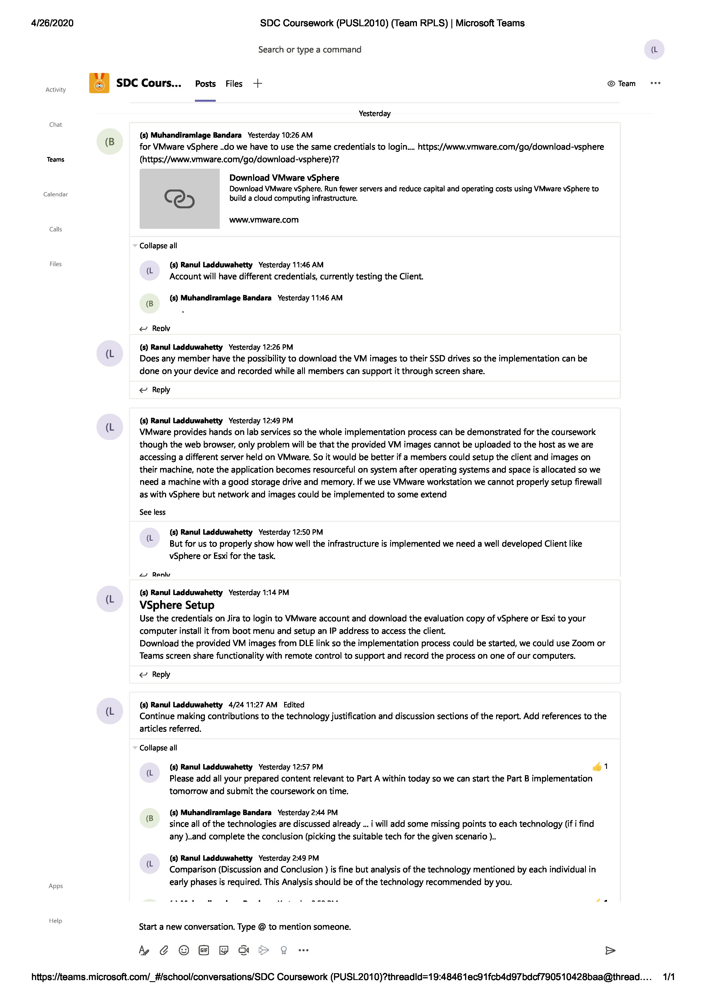 4/26/2020 SDC Coursework (PUSL2010) (Team RPLS) | Microsoft Teams
Search or type a command
(L
SDC Cours... Posts Files
Team
Activity
Chat
Teams
Calendar
Calls
Files
Yesterday
(B
(s) Muhandiramlage Bandara Yesterday 10:26 AM
for VMware vSphere ..do we have to use the same credentials to login.... https://www.vmware.com/go/download-vsphere
(https://www.vmware.com/go/download-vsphere)??
Download VMware vSphere
Download VMware vSphere. Run fewer servers and reduce capital and operating costs using VMware vSphere to
build a cloud computing infrastructure.
www.vmware.com
Collapse all
(L
(s) Ranul Ladduwahetty Yesterday 11:46 AM
Account will have different credentials, currently testing the Client.
(B
(s) Muhandiramlage Bandara Yesterday 11:46 AM
.
Reply
(L
(s) Ranul Ladduwahetty Yesterday 12:26 PM
Does any member have the possibility to download the VM images to their SSD drives so the implementation can be
done on your device and recorded while all members can support it through screen share.
Reply
(L
(s) Ranul Ladduwahetty Yesterday 12:49 PM
VMware provides hands on lab services so the whole implementation process can be demonstrated for the coursework
though the web browser, only problem will be that the provided VM images cannot be uploaded to the host as we are
accessing a different server held on VMware. So it would be better if a members could setup the client and images on
their machine, note the application becomes resourceful on system after operating systems and space is allocated so we
need a machine with a good storage drive and memory. If we use VMware workstation we cannot properly setup firewall
as with vSphere but network and images could be implemented to some extend
See less
(L
(s) Ranul Ladduwahetty Yesterday 12:50 PM
But for us to properly show how well the infrastructure is implemented we need a well developed Client like
vSphere or Esxi for the task.
Reply
(L
(s) Ranul Ladduwahetty Yesterday 1:14 PM
VSphere Setup
Use the credentials on Jira to login to VMware account and download the evaluation copy of vSphere or Esxi to your
computer install it from boot menu and setup an IP address to access the client.
Download the provided VM images from DLE link so the implementation process could be started, we could use Zoom or
Teams screen share functionality with remote control to support and record the process on one of our computers.
Reply
(L
(s) Ranul Ladduwahetty 4/24 11:27 AM Edited
Continue making contributions to the technology justification and discussion sections of the report. Add references to the
articles referred.
Collapse all
(L
(s) Ranul Ladduwahetty Yesterday 12:57 PM 1
Please add all your prepared content relevant to Part A within today so we can start the Part B implementation
tomorrow and submit the coursework on time.
(B
(s) Muhandiramlage Bandara Yesterday 2:44 PM
since all of the technologies are discussed already ... i will add some missing points to each technology (if i find
any )..and complete the conclusion (picking the suitable tech for the given scenario )..
(L
(s) Ranul Ladduwahetty Yesterday 2:49 PM
Comparison (Discussion and Conclusion ) is fine but analysis of the technology mentioned by each individual in
early phases is required. This Analysis should be of the technology recommended by you.
Apps
Help
Start a new conversation. Type @ to mention someone.
GIF
https://teams.microsoft.com/_#/school/conversations/SDC Coursework (PUSL2010)?threadId=19:48461ec91fcb4d97bdcf790510428baa@thread.… 1/1